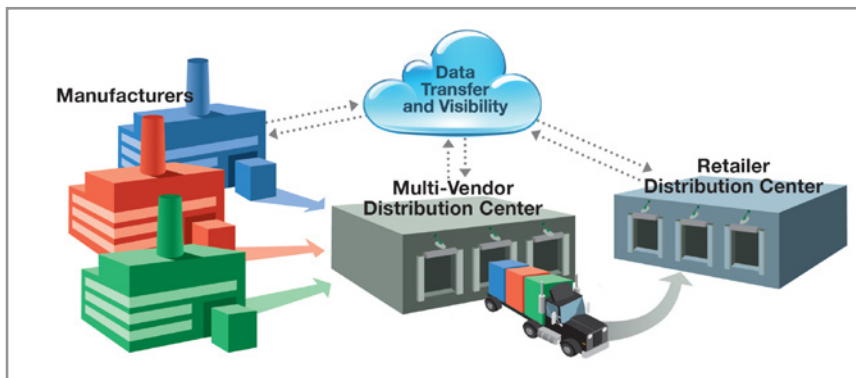 Data
Transfer
and Visibility
Manufacturers
Multi-Vendor
Distribution Center
Retailer
Distribution Center